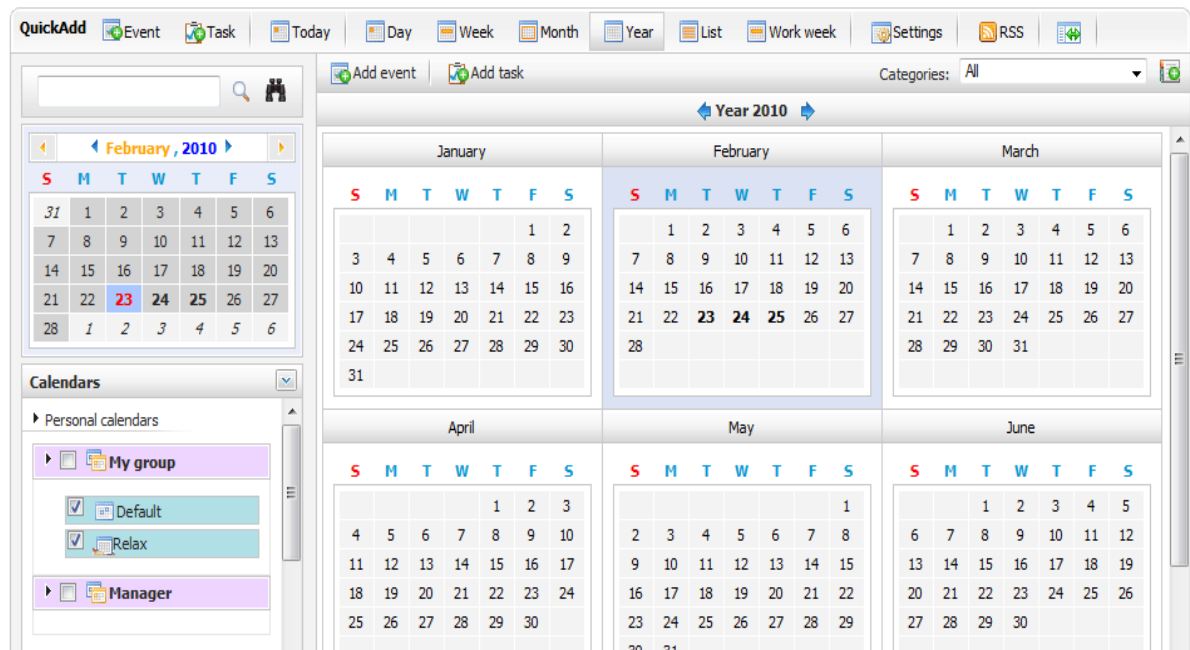 QuickAdd Event Task Today Day Week Month Year List Work week Settings RSS
Add event Add task Categories: All
Year 2010
February , 2010
S M T W T F S
31 1 2 3 4 5 6
7 8 9 10 11 12 13
14 15 16 17 18 19 20
21 22 23 24 25 26 27
28 1 2 3 4 5 6
Calendars
Personal calendars
My group
Default
Relax
Manager
January
S M T W T F S
1 2
3 4 5 6 7 8 9
10 11 12 13 14 15 16
17 18 19 20 21 22 23
24 25 26 27 28 29 30
31
February
S M T W T F S
1 2 3 4 5 6
7 8 9 10 11 12 13
14 15 16 17 18 19 20
21 22 23 24 25 26 27
28
March
S M T W T F S
1 2 3 4 5 6
7 8 9 10 11 12 13
14 15 16 17 18 19 20
21 22 23 24 25 26 27
28 29 30 31
April
S M T W T F S
1 2 3
4 5 6 7 8 9 10
11 12 13 14 15 16 17
18 19 20 21 22 23 24
25 26 27 28 29 30
May
S M T W T F S
1
2 3 4 5 6 7 8
9 10 11 12 13 14 15
16 17 18 19 20 21 22
23 24 25 26 27 28 29
30 31
June
S M T W T F S
1 2 3 4 5
6 7 8 9 10 11 12
13 14 15 16 17 18 19
20 21 22 23 24 25 26
27 28 29 30